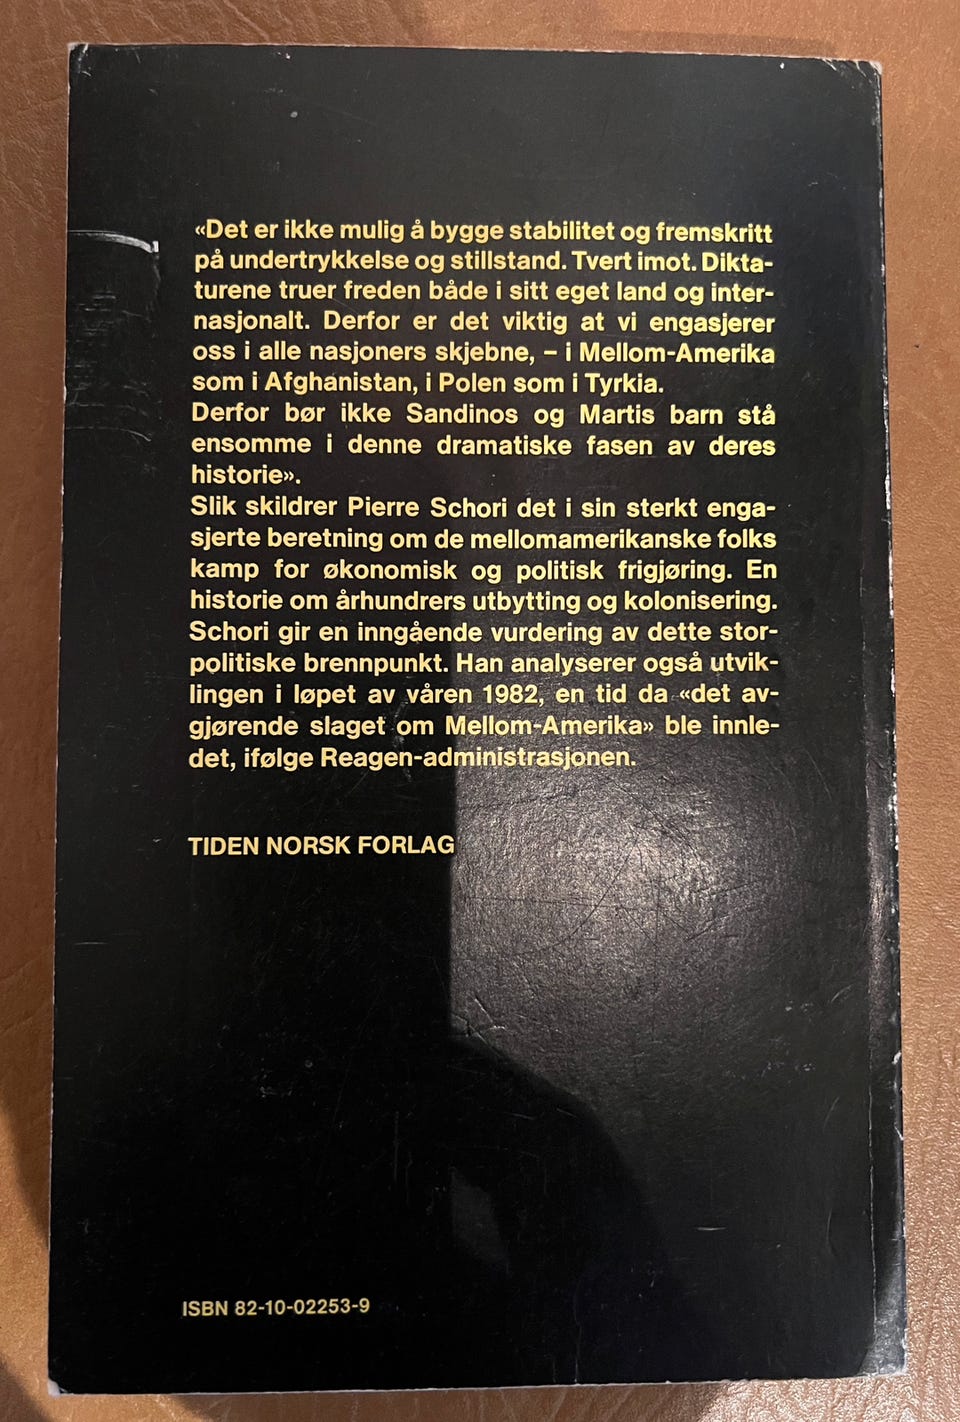 «Det er ikke mulig å bygge stabilitet og fremskritt
på undertrykkelse og stillstand. Tvert imot. Dikta-
turene truer freden både i sitt eget land og inter-
nasjonalt. Derfor er det viktig at vi engasjerer
oss i alle nasjoners skjebne, – i Mellom-Amerika
som i Afghanistan, i Polen som i Tyrkia.
Derfor bør ikke Sandinos og Martis barn stå
ensomme i denne dramatiske fasen av deres
historie».
Slik skildrer Pierre Schori det i sin sterkt enga-
sjerte beretning om de mellomamerikanske folks
kamp for økonomisk og politisk frigjøring. En
historie om århundrers utbytting og kolonisering.
Schori gir en inngående vurdering av dette stor-
politiske brennpunkt. Han analyserer også utvik-
lingen i løpet av våren 1982, en tid da «det av-
gjørende slaget om Mellom-Amerika» ble innle-
det, ifølge Reagen-administrasjonen.
TIDEN NORSK FORLAG
ISBN 82-10-02253-9